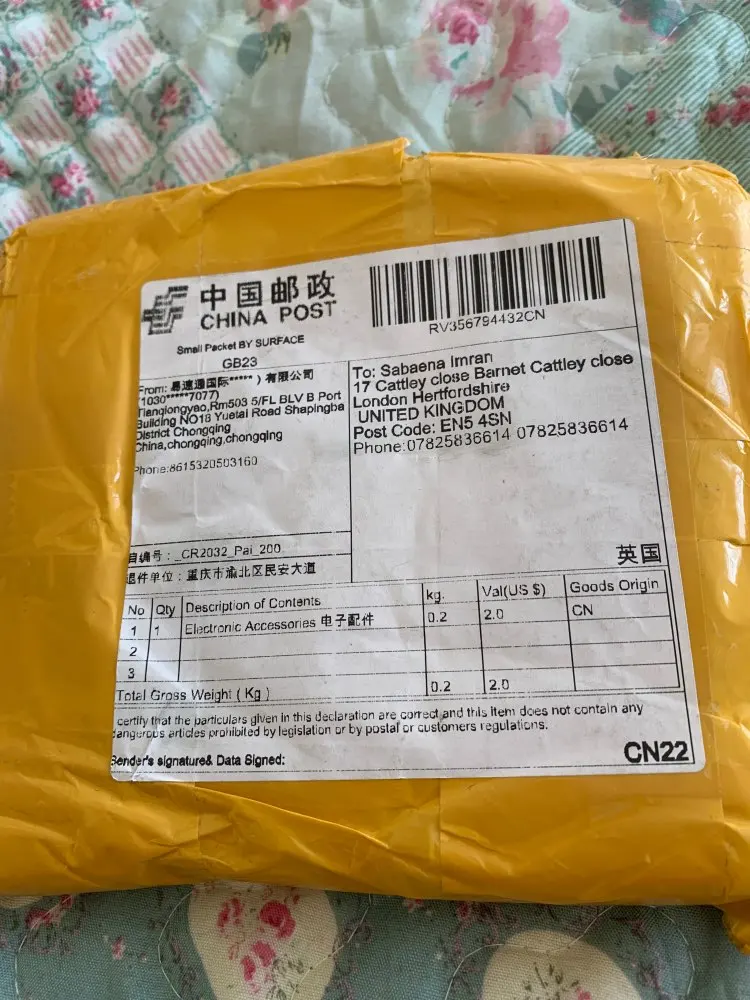 中国邮政
CHINA POST
RV356794432CN
Small Packet BY SURFACE
GB23
From: 易速通国际*****）有限公司
(1030*****7077)
Tianqiongyao,Rm503 5/FL BLV B Port
Building NO18 Yuetai Road Shapingba
District Chongqing
China,chongqing,chongqing
Phone:8615320503160
To: Sabaena Imran
17 Cattley close Barnet Cattley close
London Hertfordshire
UNITED KINGDOM
Post Code: EN5 4SN
Phone:07825836614 07825836614
自编号：_CR2032_Pai_200
退件单位：重庆市渝北区民安大道
英国
No Qty Description of Contents kg. Val(US $) Goods Origin
1 1 Electronic Accessories 电子配件 0.2 2.0 CN
2
3
Total Gross Weight ( Kg ) 0.2 2.0
certify that the particulars given in this declaration are correct and this item does not contain any
dangerous articles prohibited by legislation or by postal or customers regulations.
Sender's signature& Data Signed:
CN22